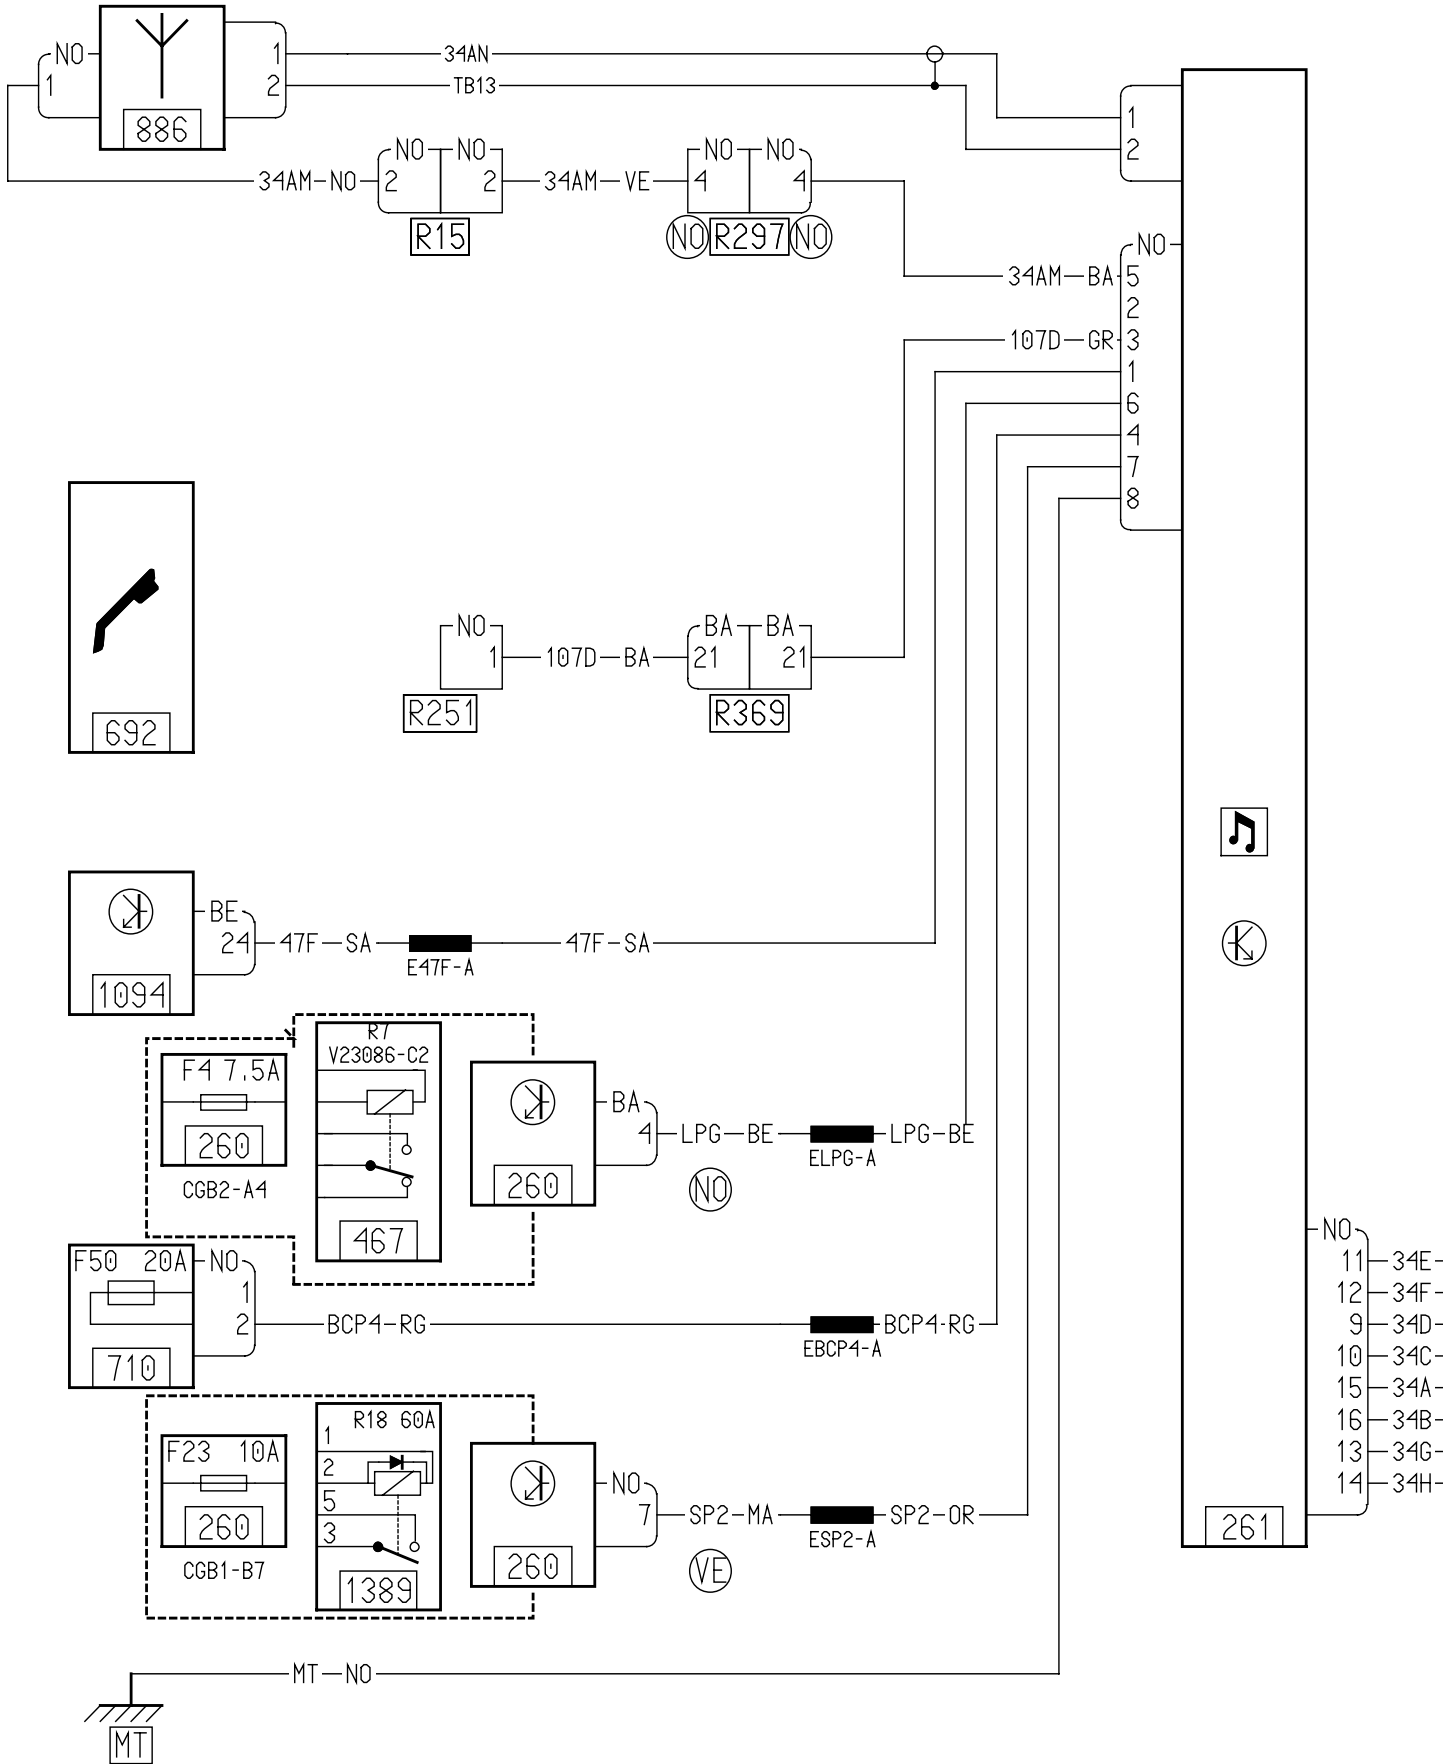 NO 1 34AN
1 2 TB13
886 1
NO NO NO NO 2
34AM-NO 2 2 34AM-VE 4 4
R15 NO R297 NO
NO
34AM-BA 5
2
107D-GR 3
1
6
4
7
8
NO BA BA
1 107D-BA 21 21
R251 R369
692
BE
24 47F-SA 47F-SA
E47F-A
1094
R7
V23086-C2
F4 7.5A
BA
260 4 LPG-BE LPG-BE
ELPG-A
CGB2-A4 260 NO
467
F50 20A NO
1
2 BCP4-RG BCP4-RG
EBCP4-A
710
NO
11 34E
12 34F
9 34D
10 34C
15 34A
16 34B
13 34G
14 34H
261
R18 60A
F23 10A 1
2
NO
5 7 SP2-MA SP2-OR
260 3 ESP2-A
CGB1-B7 260 VE
1389
MT-NO
MT